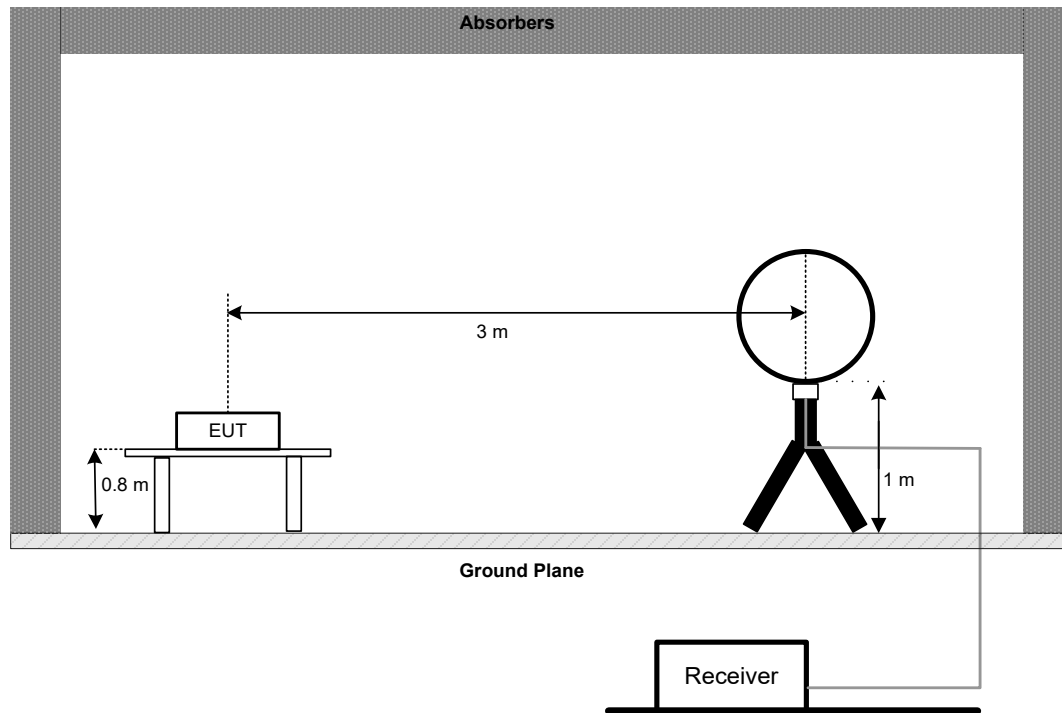 Absorbers
3 m
EUT
0.8 m
1 m
Ground Plane
Receiver